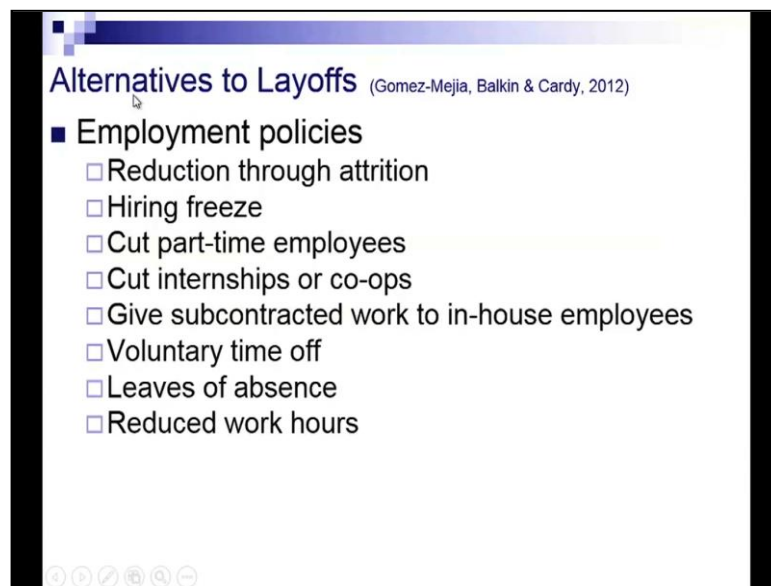 Alternatives to Layoffs (Gomez-Mejia, Balkin & Cardy, 2012)
Employment policies
Reduction through attrition
Hiring freeze
Cut part-time employees
Cut internships or co-ops
Give subcontracted work to in-house employees
Voluntary time off
Leaves of absence
Reduced work hours